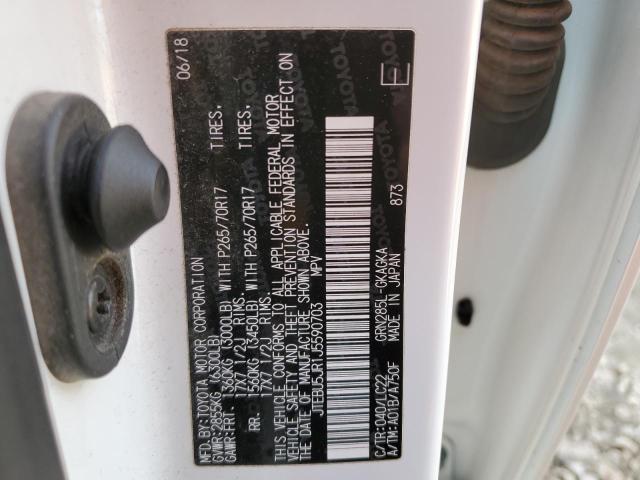 MFD.BY:TOYOTA MOTOR CORPORATION 06/18
GVWR:2855KG (6300LB)
GAWR:FRT. 1360KG (3000LB) WITH P265/70R17 TIRES.
17X7 1/2J RIMS.
RR. 1560KG (3450LB) WITH P265/70R17 TIRES.
17X7 1/2J RIMS.
THIS VEHICLE CONFORMS TO ALL APPLICABLE FEDERAL MOTOR
VEHICLE SAFETY AND THEFT PREVENTION STANDARDS IN EFFECT ON
THE DATE OF MANUFACTURE SHOWN ABOVE.
JTEBU5JR1J5590703 MPV
C/TR:040/LC22 GRN285L-GKAGKA 873
A/TM:A01B/A750F MADE IN JAPAN
E
TOYOTA
TOYOTA
TOYOTA